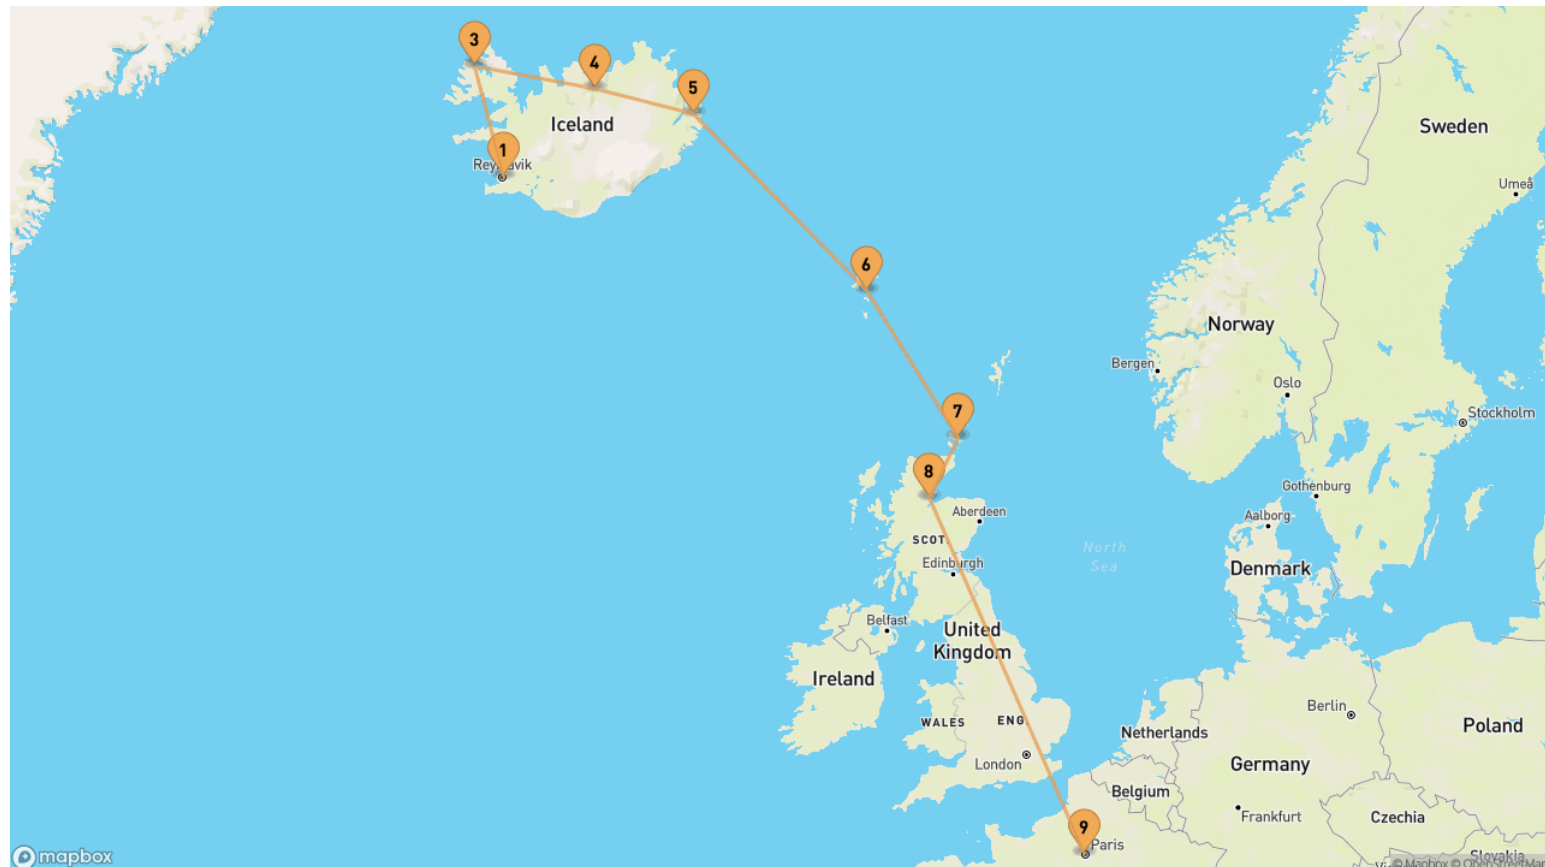 3
4
5
Iceland
Sweden
1
Reykjavik
Umeå
6
Norway
Bergen
Oslo
7
Stockholm
8
Gothenburg
Aberdeen
Aalborg
SCOT.
North
Sea
Edinburgh
Denmark
Belfast
United
Kingdom
Ireland
Berlin
WALES
ENG.
Netherlands
Poland
London
Germany
Belgium
Frankfurt
Czechia
9
Paris
Slovakia
mapbox
© Mapbox © OpenStreetMap